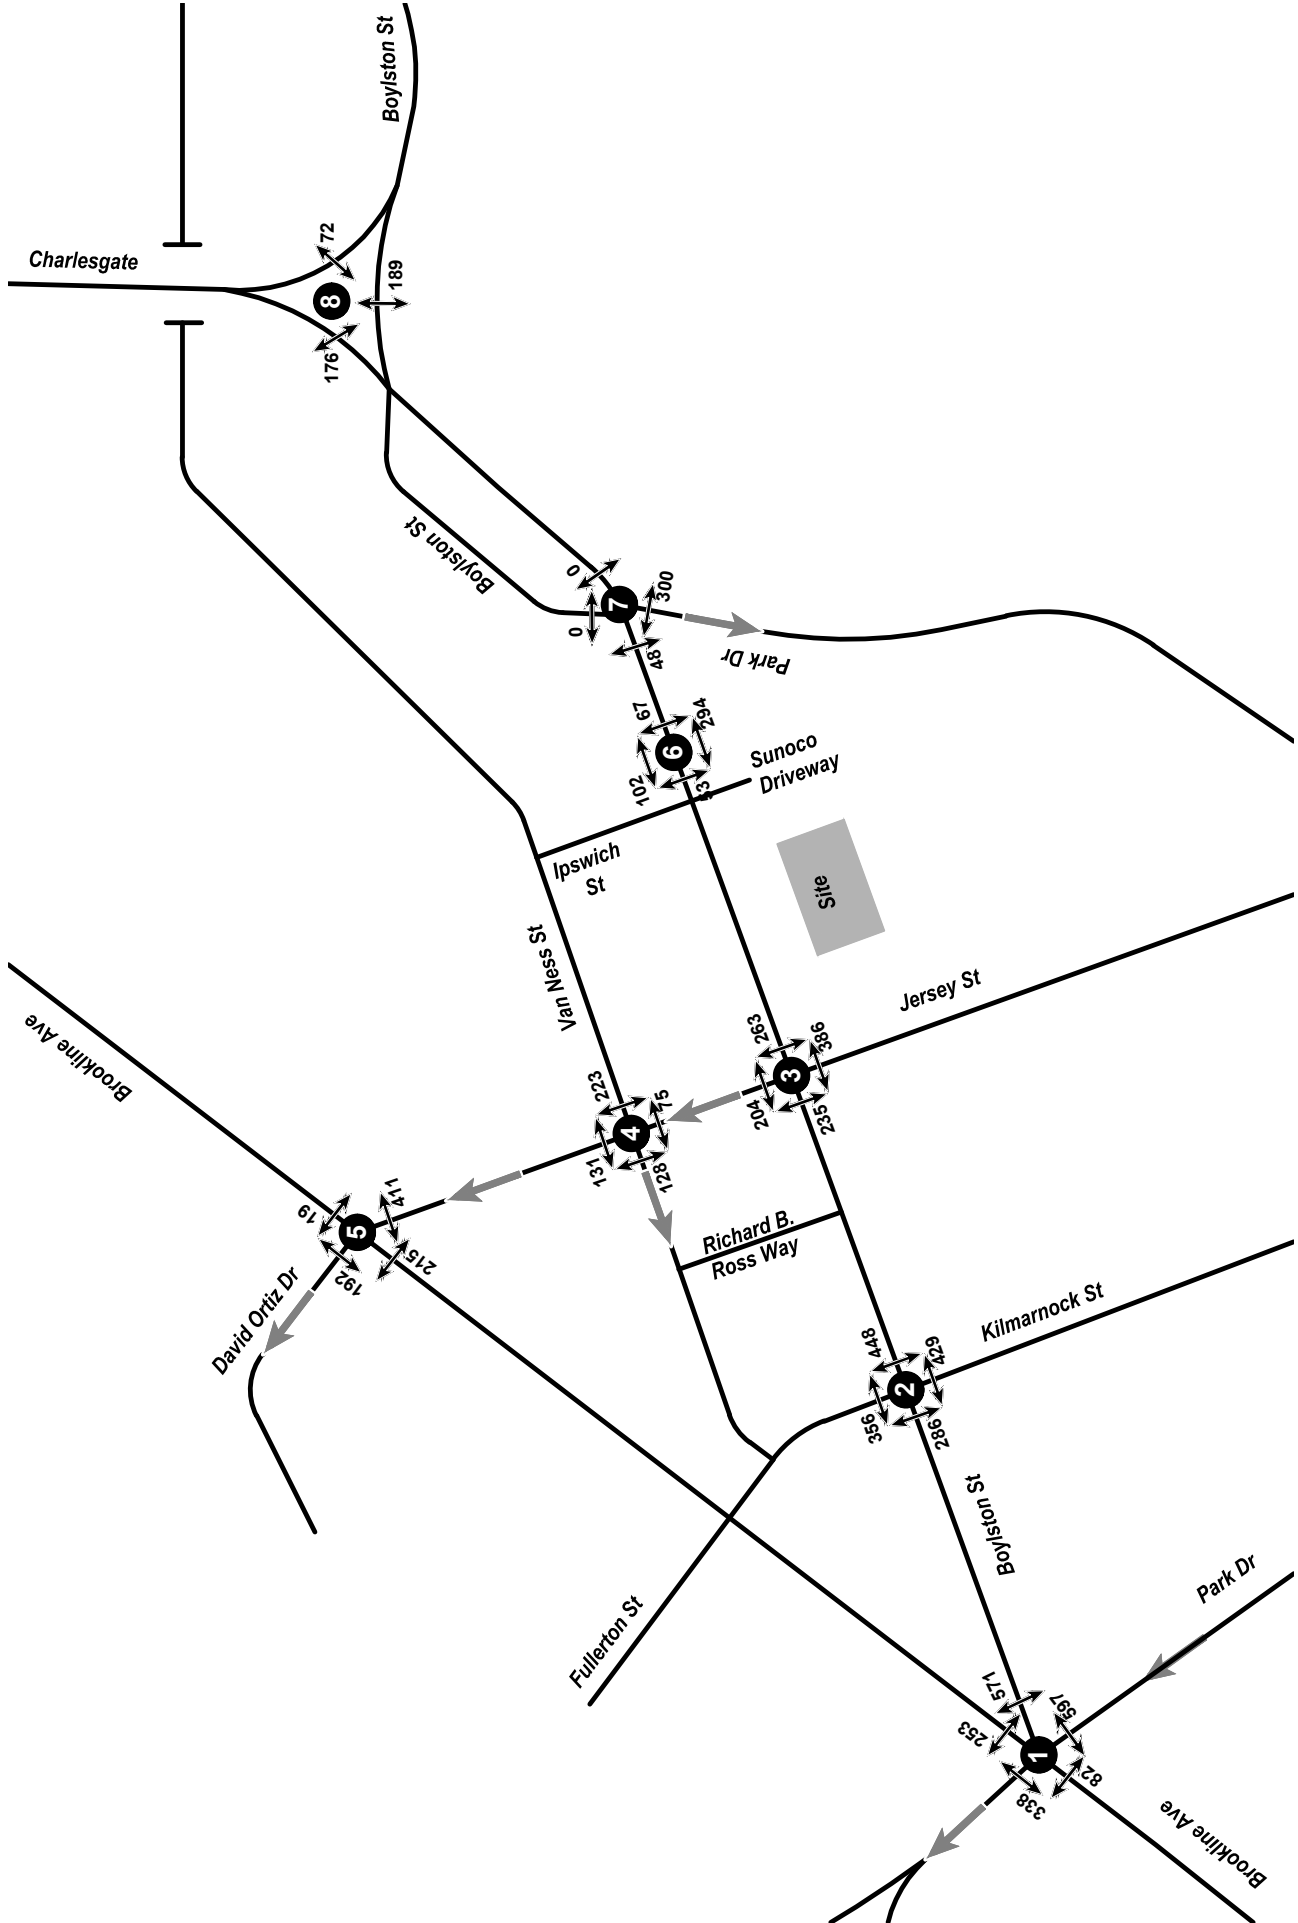 Boylston St
Charlesgate
72
8
189
176
Boylston St
0
7
0
300
48
Park Dr
67
6
294
102
53
Sunoco
Driveway
Ipswich
St
Site
Van Ness St
Brookline Ave
Jersey St
263
3
386
204
235
223
4
75
131
128
19
5
411
192
215
David Ortiz Dr
Richard B.
Ross Way
Kilmarnock St
448
2
429
356
286
Boylston St
Park Dr
Fullerton St
571
253
597
1
82
338
Brookline Ave